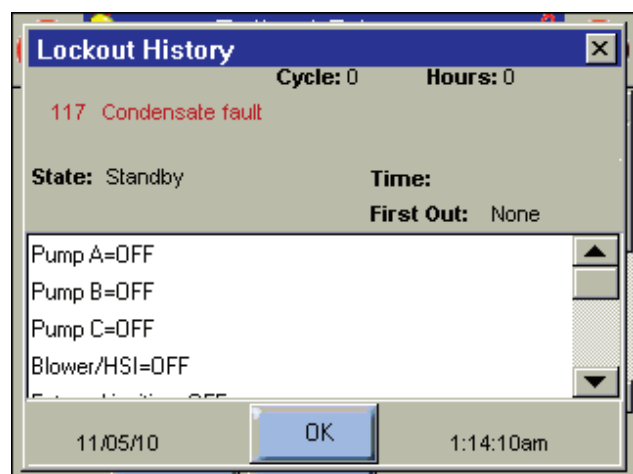 Lockout History
Cycle: 0 Hours: 0
117 Condensate fault
State: Standby Time:
First Out: None
Pump A=OFF
Pump B=OFF
Pump C=OFF
Blower/HSI=OFF
OK
11/05/10 1:14:10am